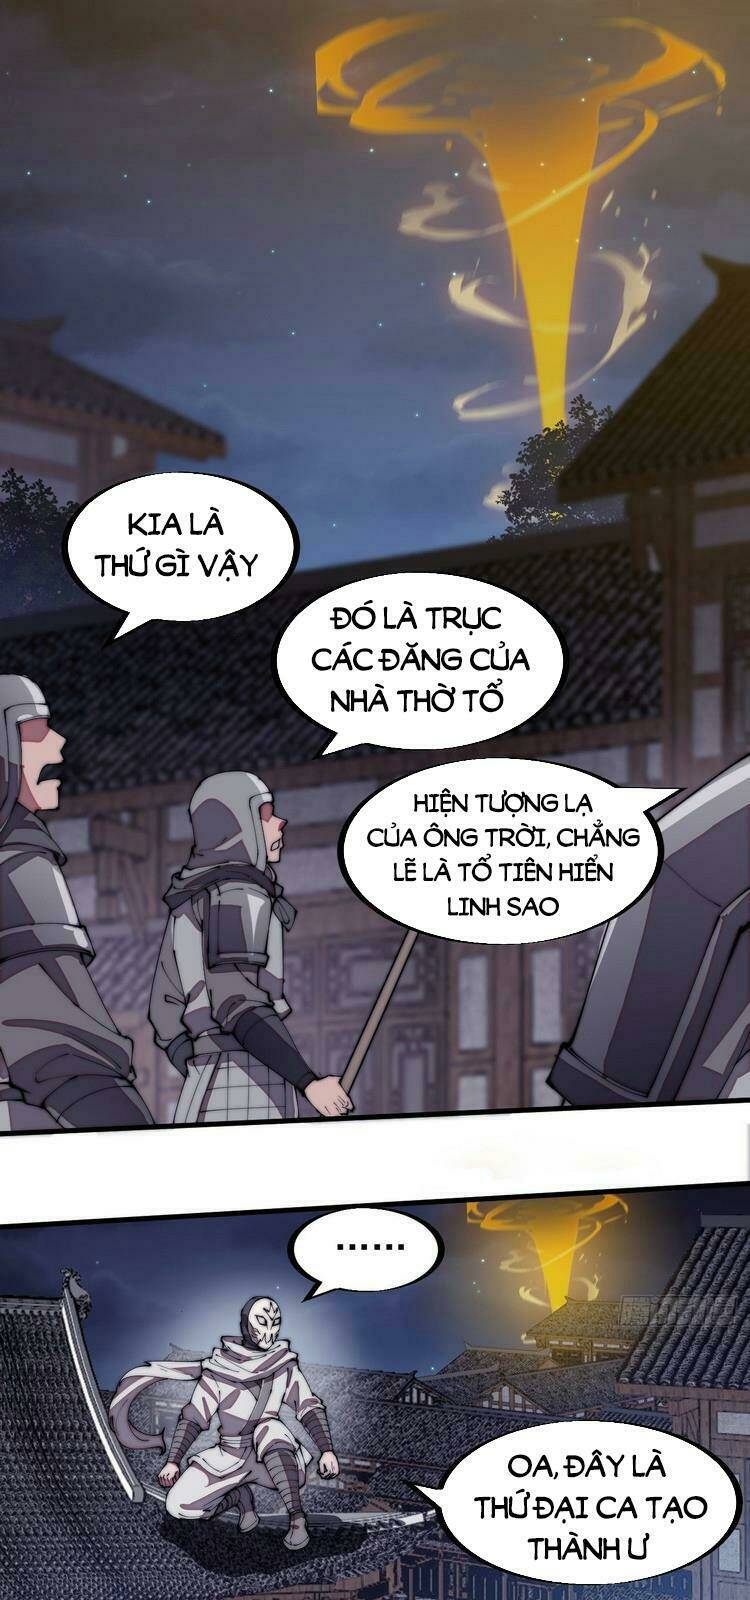 KIA LÀ
THỨ GÌ VẬY
ĐÓ LÀ TRỤC
CÁC ĐĂNG CỦA
NHÀ THỜ TỔ
HIỆN TƯỢNG LẠ
CỦA ÔNG TRỜI, CHẲNG
LẼ LÀ TỔ TIÊN HIỂN
LINH SAO
......
OA, ĐÂY LÀ
THỨ ĐẠI CA TẠO
THÀNH Ư